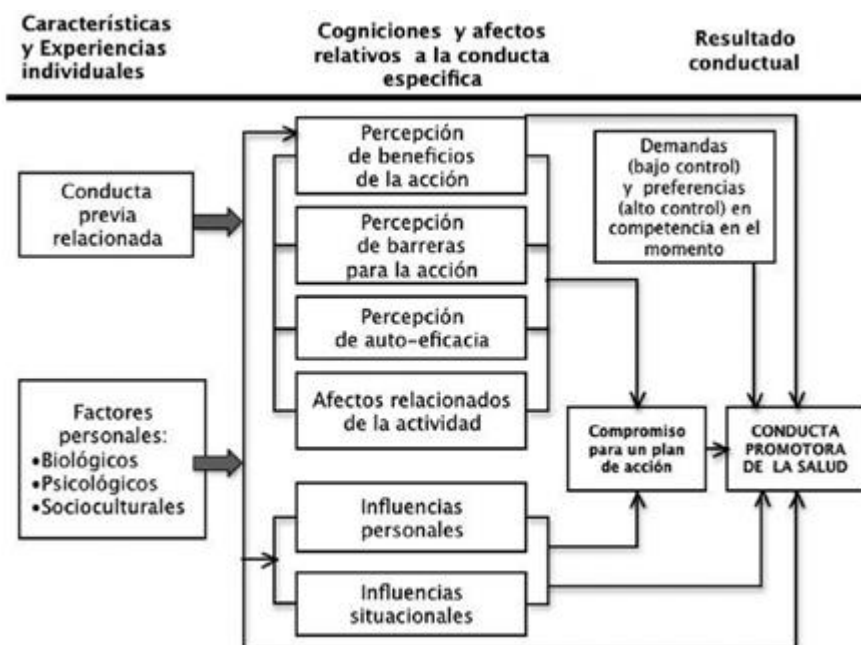 Características
y Experiencias
individuales
Cogniciones y afectos
relativos a la conducta
especifica
Resultado
conductual
Conducta
previa
relacionada
Factores
personales:
•Biológicos
•Psicológicos
•Socioculturales
Percepción
de beneficios
de la acción
Percepción
de barreras
para la acción
Percepción
de auto-eficacia
Afectos relacionados
de la actividad
Influencias
personales
Influencias
situacionales
Demandas
(bajo control)
y preferencias
(alto control) en
competencia en el
momento
Compromiso
para un plan
de acción
CONDUCTA
PROMOTORA
DE LA SALUD